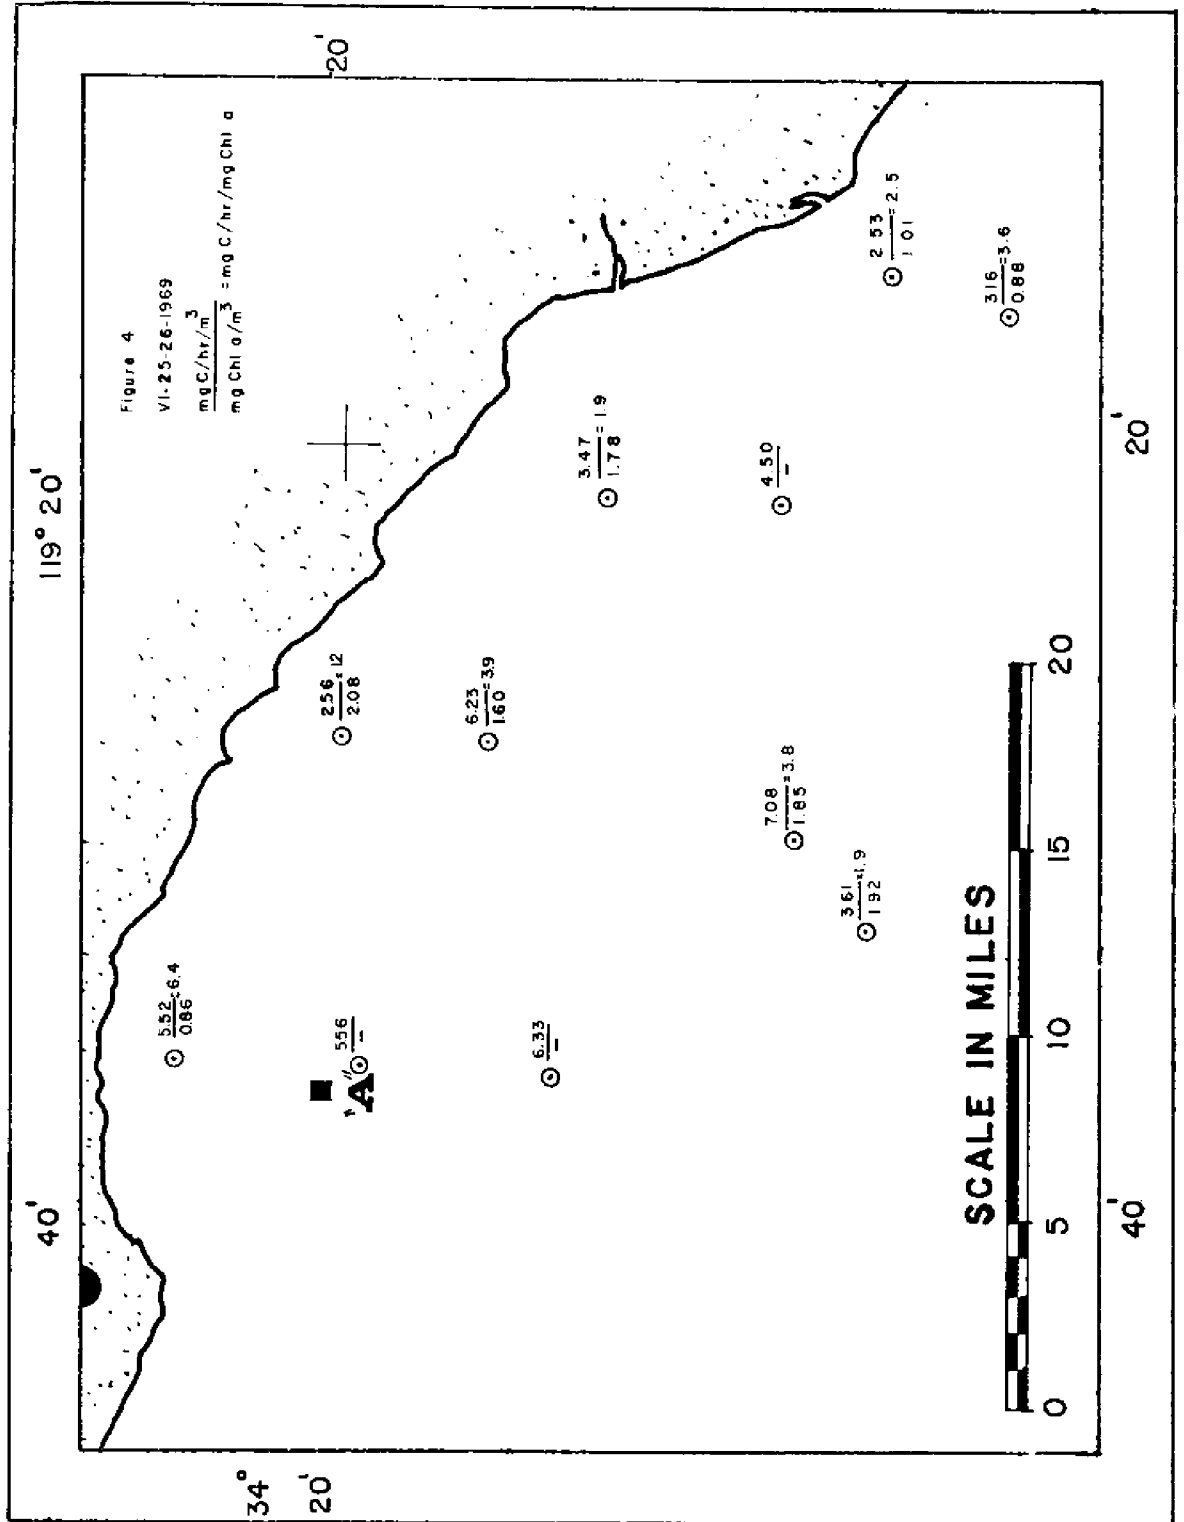 Figure 4
VI-25-26-1969
mg C/hr/m³
mg Chl a/m³ = mg C/hr/mg Chl a
119° 20'
40'
20'
34°
20'
5.52
0.86 = 6.4
5.56
–
"A"
6.33
–
2.56
2.08 = 1.2
6.23
1.60 = 3.9
3.47
1.78 = 1.9
4.50
–
2.53
1.01 = 2.5
3.16
0.88 = 3.6
7.08
1.85 = 3.8
3.61
1.92 = 1.9
SCALE IN MILES
0 5 10 15 20
40'
20'